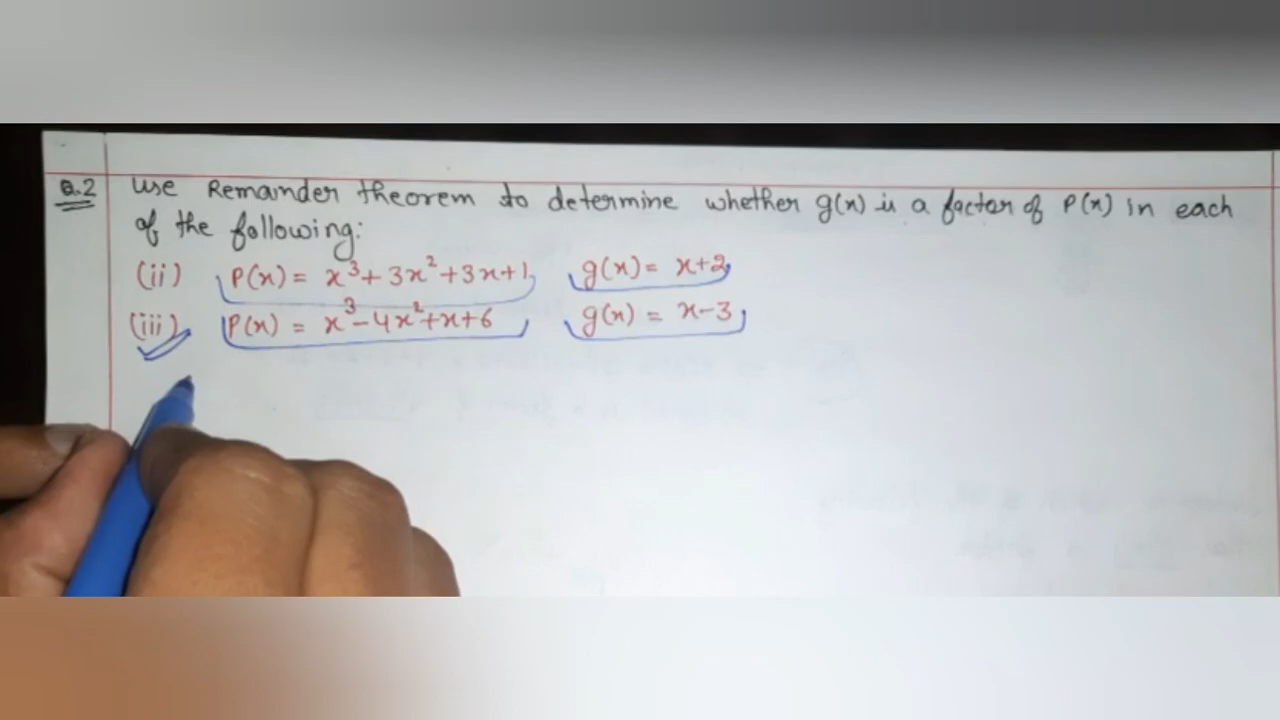 Q.2 Use Remainder theorem to determine whether g(x) is a factor of P(x) in each
of the following:
(ii) P(x) = x³+3x²+3x+1, g(x) = x+2,
(iii) P(x) = x³-4x²+x+6 g(x) = x-3